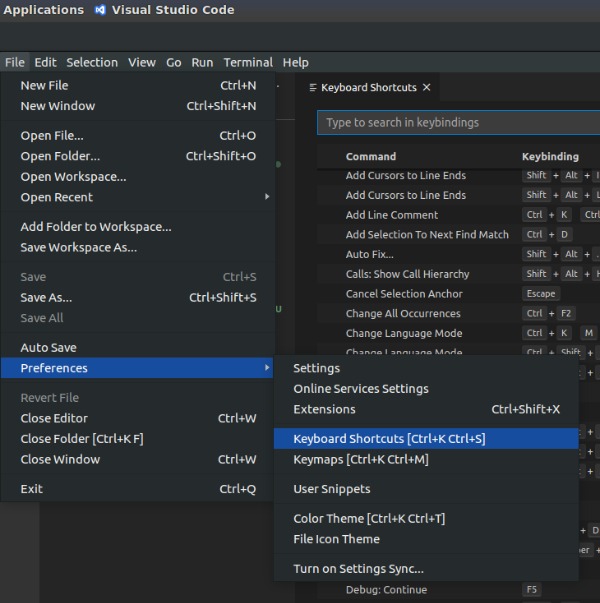 Applications Visual Studio Code
File Edit Selection View Go Run Terminal Help
New File Ctrl+N
New Window Ctrl+Shift+N
Open File... Ctrl+O
Open Folder... Ctrl+Shift+O
Open Workspace...
Open Recent
Add Folder to Workspace...
Save Workspace As...
Save Ctrl+S
Save As... Ctrl+Shift+S
Save All
Auto Save
Preferences
Revert File
Close Editor Ctrl+W
Close Folder [Ctrl+K F]
Close Window Ctrl+W
Exit Ctrl+Q
Settings
Online Services Settings
Extensions Ctrl+Shift+X
Keyboard Shortcuts [Ctrl+K Ctrl+S]
Keymaps [Ctrl+K Ctrl+M]
User Snippets
Color Theme [Ctrl+K Ctrl+T]
File Icon Theme
Turn on Settings Sync...
Keyboard Shortcuts ×
Type to search in keybindings
Command Keybinding
Add Cursors to Line Ends Shift + Alt + I
Add Cursors to Line Ends Shift + Alt +
Add Line Comment Ctrl + K Ctrl
Add Selection To Next Find Match Ctrl + D
Auto Fix... Shift + Alt + .
Calls: Show Call Hierarchy Shift + Alt + H
Cancel Selection Anchor Escape
Change All Occurrences Ctrl + F2
Change Language Mode Ctrl + K M
Change Language Mode Ctrl + Shift +
+ D
Debug: Continue F5